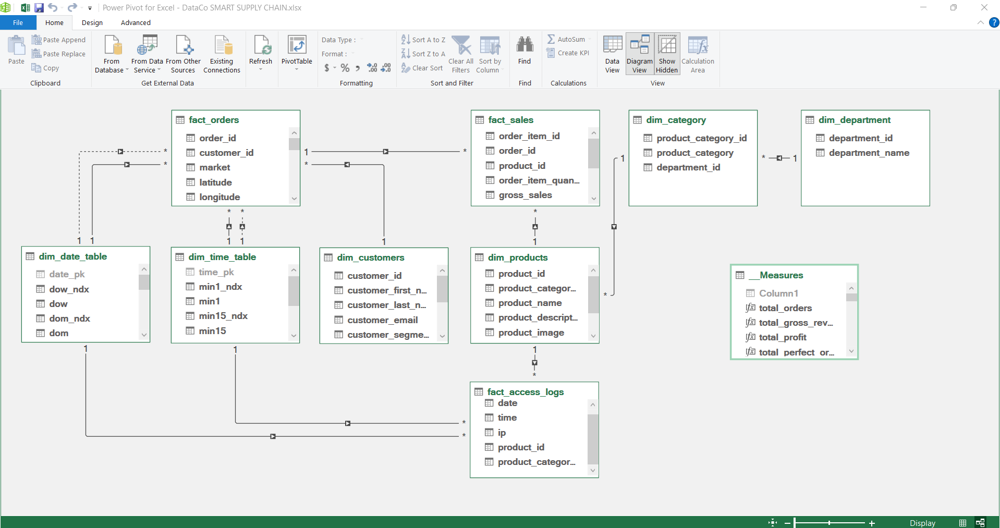 Power Pivot for Excel - DataCo SMART SUPPLY CHAIN.xlsx
File Home Design Advanced
?
Paste
Paste Append
Paste Replace
Copy
Clipboard
From Database
From Data Service
From Other Sources
Existing Connections
Get External Data
Refresh
PivotTable
Data Type :
Format :
$ % , .00 .00
Formatting
Sort A to Z
Sort Z to A
Clear Sort
Clear All Filters
Sort by Column
Sort and Filter
Find
Find
AutoSum
Create KPI
Calculations
Data View
Diagram View
Show Hidden
Calculation Area
View
fact_orders
order_id
customer_id
market
latitude
longitude
fact_sales
order_item_id
order_id
product_id
order_item_quan...
gross_sales
dim_category
product_category_id
product_category
department_id
dim_department
department_id
department_name
* *
1 *
* 1
* 1
* *
1 1
1 1
1
*
1
*
dim_date_table
date_pk
dow_ndx
dow
dom_ndx
dom
dim_time_table
time_pk
min1_ndx
min1
min15_ndx
min15
dim_customers
customer_id
customer_first_n...
customer_last_n...
customer_email
customer_segme...
dim_products
product_id
product_categor...
product_name
product_descript...
product_image
__Measures
Column1
total_orders
total_gross_rev...
total_profit
total_perfect_or...
1
1
1
*
fact_access_logs
date
time
ip
product_id
product_categor...
*
*
Display